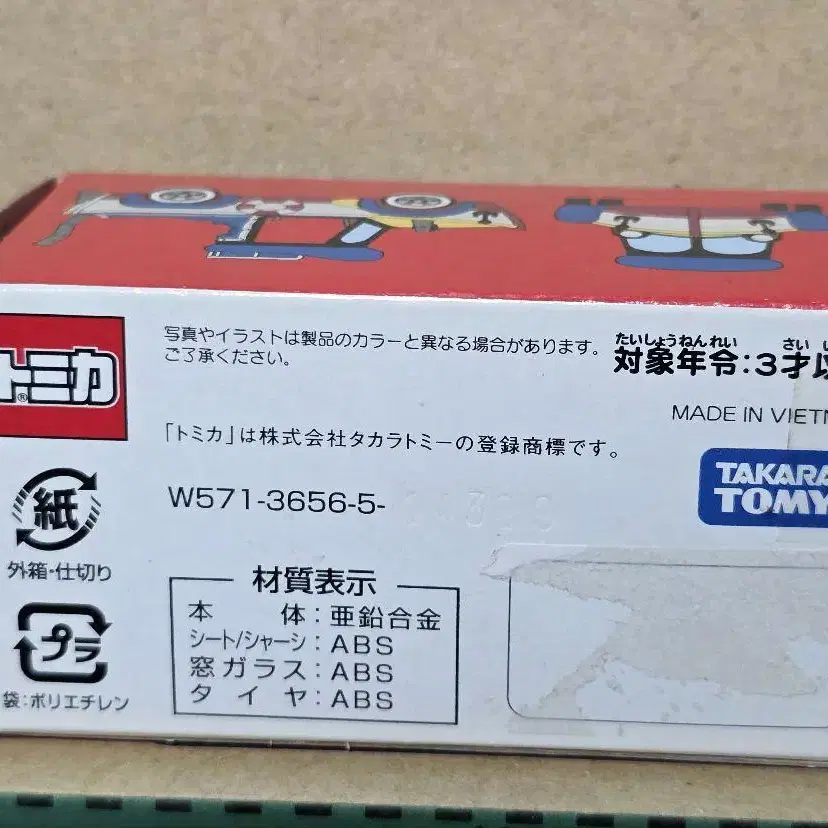 写真やイラストは製品のカラーと異なる場合があります。
ご了承ください。
たいしょうねんれい さい
対象年令:3才以
MADE IN VIETN
トミカ®
「トミカ」は株式会社タカラトミーの登録商標です。
TAKARA
TOMY
紙
外箱・仕切り
W571-3656-5-
プラ
袋:ポリエチレン
材質表示
本体:亜鉛合金
シート/シャーシ:ABS
窓ガラス:ABS
タイヤ:ABS